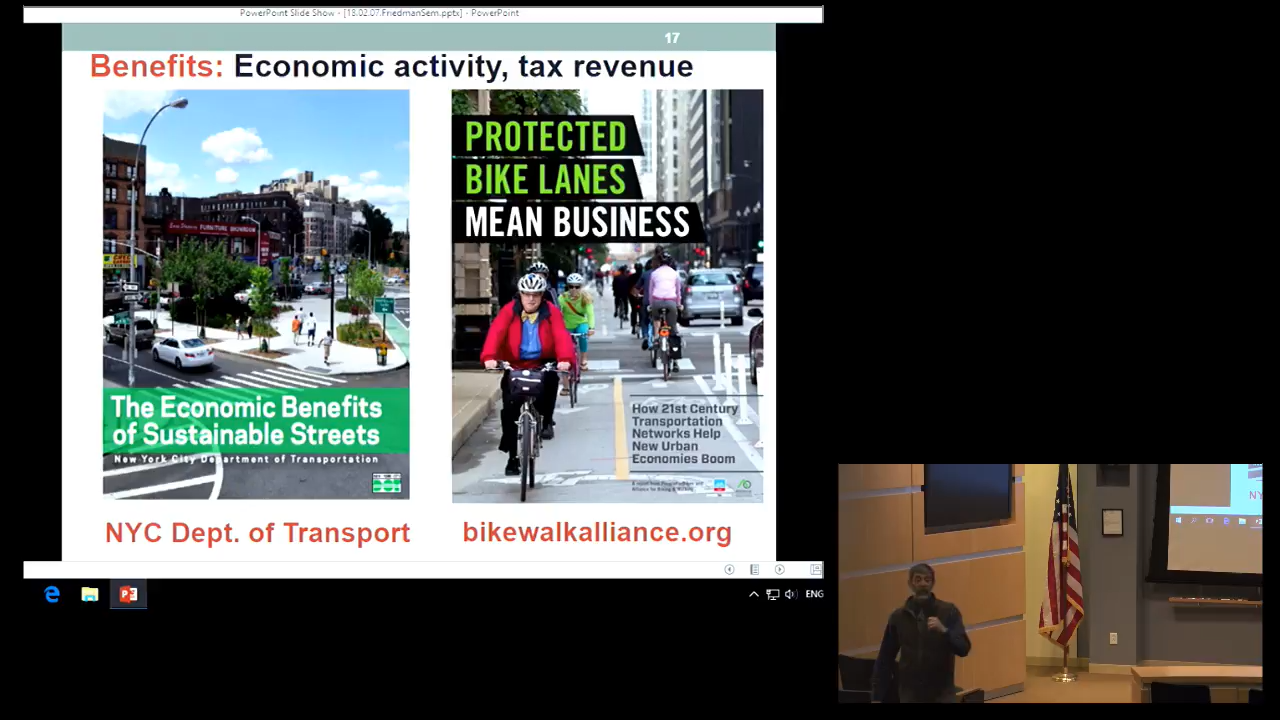 PowerPoint Slide Show - [18.02.07.FriedmanSem.pptx] - PowerPoint
17
Benefits: Economic activity, tax revenue
PROTECTED
BIKE LANES
MEAN BUSINESS
The Economic Benefits
of Sustainable Streets
New York City Department of Transportation
How 21st Century
Transportation
Networks Help
New Urban
Economies Boom
NYC Dept. of Transport
bikewalkalliance.org
ENG
NY